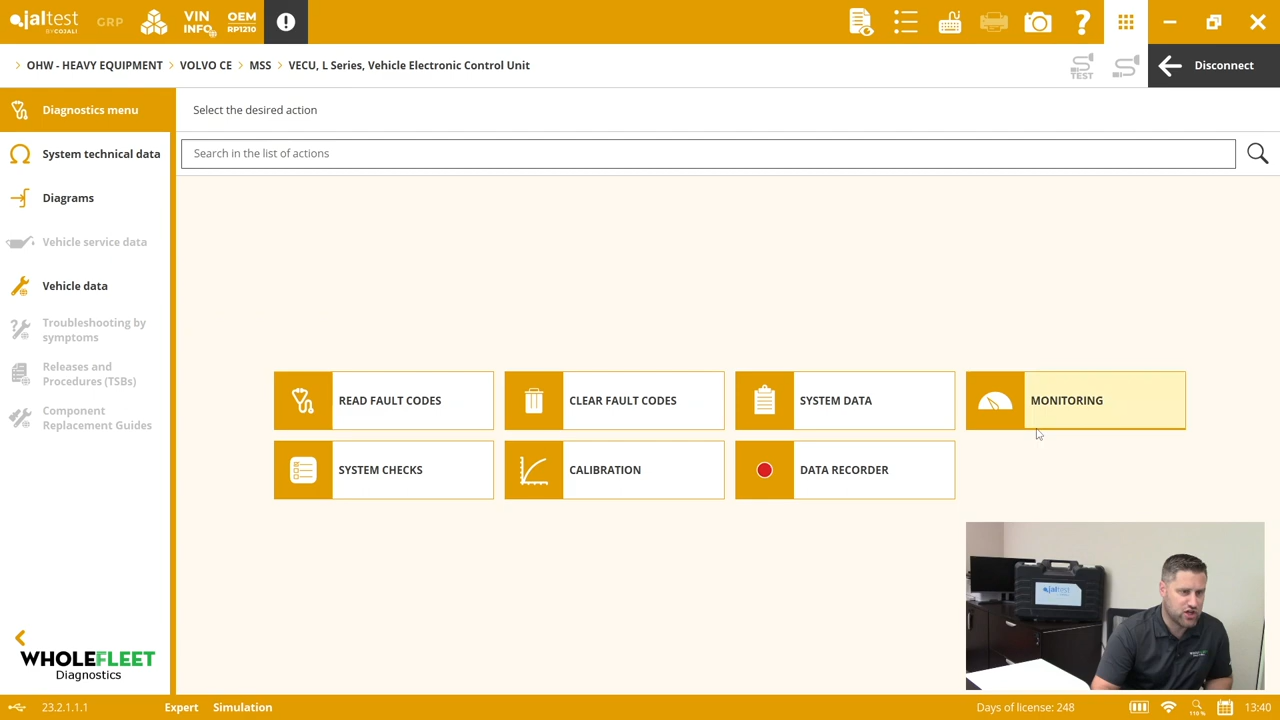 jaltest
BY COJALI
GRP
VIN
INFO
OEM
RP1210
OHW - HEAVY EQUIPMENT > VOLVO CE > MSS > VECU, L Series, Vehicle Electronic Control Unit
TEST
Disconnect
Diagnostics menu
Select the desired action
System technical data
Search in the list of actions
Diagrams
Vehicle service data
Vehicle data
Troubleshooting by
symptoms
Releases and
Procedures (TSBs)
Component
Replacement Guides
READ FAULT CODES
CLEAR FAULT CODES
SYSTEM DATA
MONITORING
SYSTEM CHECKS
CALIBRATION
DATA RECORDER
jaltest
WHOLEFLEET
Diagnostics
WHOLEFLEET
23.2.1.1.1
Expert
Simulation
Days of license: 248
110 %
13:40